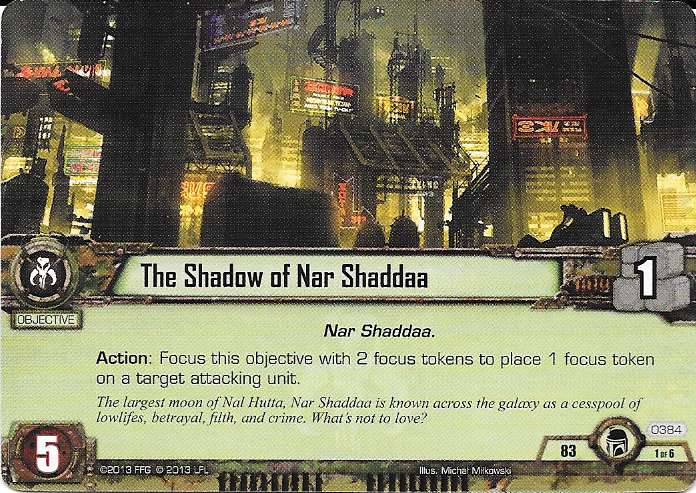 The Shadow of Nar Shaddaa
1
OBJECTIVE
Nar Shaddaa.
Action: Focus this objective with 2 focus tokens to place 1 focus token
on a target attacking unit.
The largest moon of Nal Hutta, Nar Shaddaa is known across the galaxy as a cesspool of
lowlifes, betrayal, filth, and crime. What's not to love?
0384
5
©2013 FFG © 2013 LFL
Illus. Michał Miłkowski
83
1 OF 6